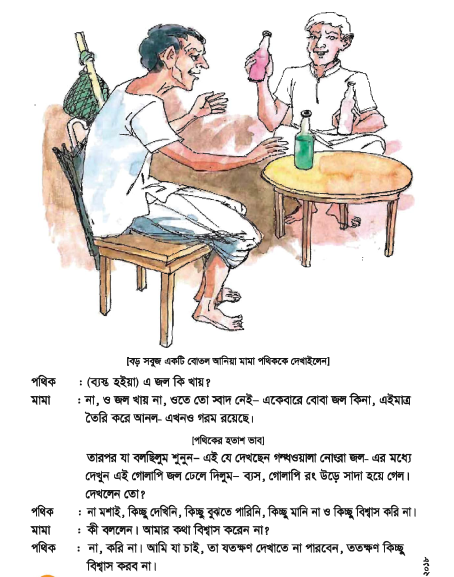 [বড় সবুজ একটি বোতল আনিয়া মামা পথিককে দেখাইলেন]
পথিক : (ব্যস্ত হইয়া) এ জল কি খায়?
মামা : না, ও জল খায় না, ওতে তো স্বাদ নেই– একেবারে বোবা জল কিনা, এইমাত্র
তৈরি করে আনল- এখনও গরম রয়েছে।
[পথিকের হতাশ ভাব]
তারপর যা বলছিলুম শুনুন– এই যে দেখছেন গন্ধওয়ালা নোংরা জল- এর মধ্যে
দেখুন এই গোলাপি জল ঢেলে দিলুম– ব্যস, গোলাপি রং উড়ে সাদা হয়ে গেল।
দেখলেন তো?
পথিক : না মশাই, কিচ্ছু দেখিনি, কিচ্ছু বুঝতে পারিনি, কিচ্ছু মানি না ও কিচ্ছু বিশ্বাস করি না।
মামা : কী বললেন। আমার কথা বিশ্বাস করেন না?
পথিক : না, করি না। আমি যা চাই, তা যতক্ষণ দেখাতে না পারবেন, ততক্ষণ কিচ্ছু
বিশ্বাস করব না।
২০১৮